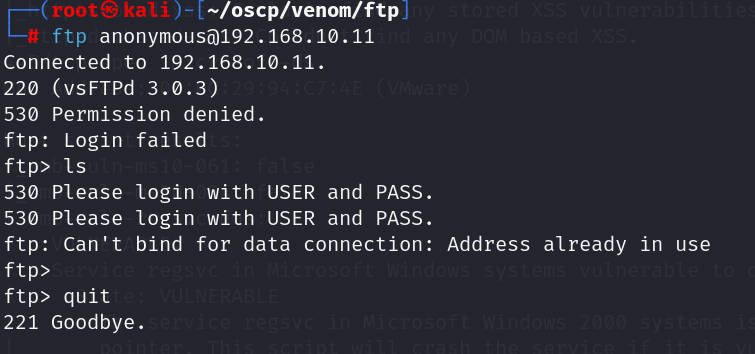 ┌──(root㉿kali)-[~/oscp/venom/ftp]
└─# ftp anonymous@192.168.10.11
Connected to 192.168.10.11.
220 (vsFTPd 3.0.3)
530 Permission denied.
ftp: Login failed
ftp> ls
530 Please login with USER and PASS.
530 Please login with USER and PASS.
ftp: Can't bind for data connection: Address already in use
ftp>
ftp> quit
221 Goodbye.